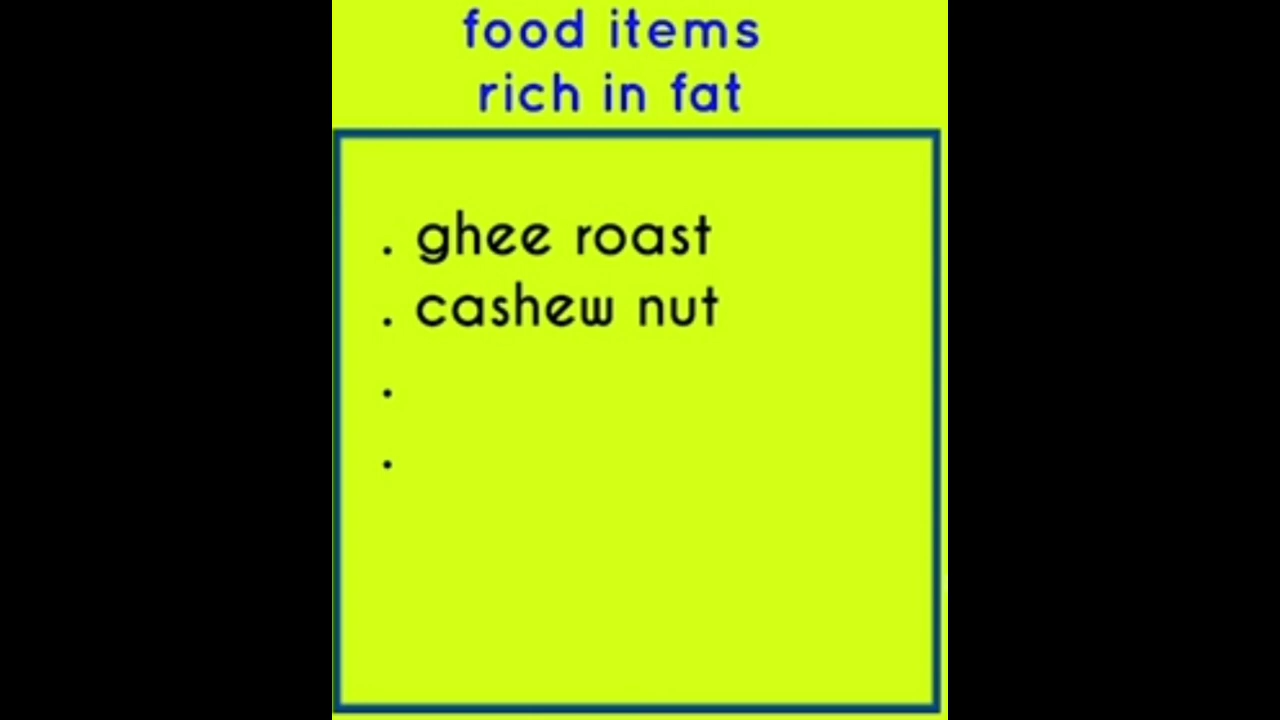 food items
rich in fat
. ghee roast
. cashew nut
.
.